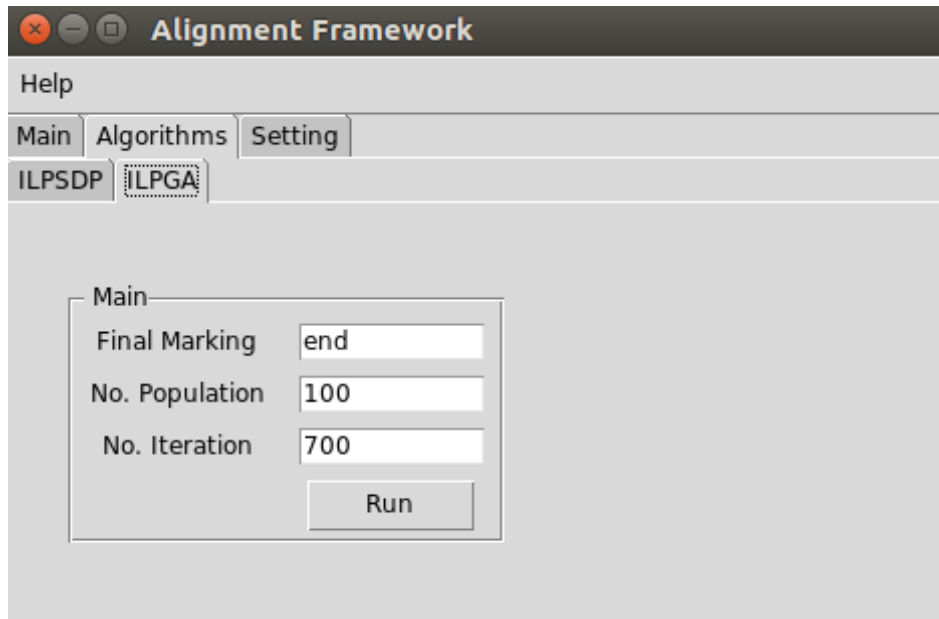 Alignment Framework
Help
Main Algorithms Setting
ILPSDP ILPGA
Main
Final Marking end
No. Population 100
No. Iteration 700
Run